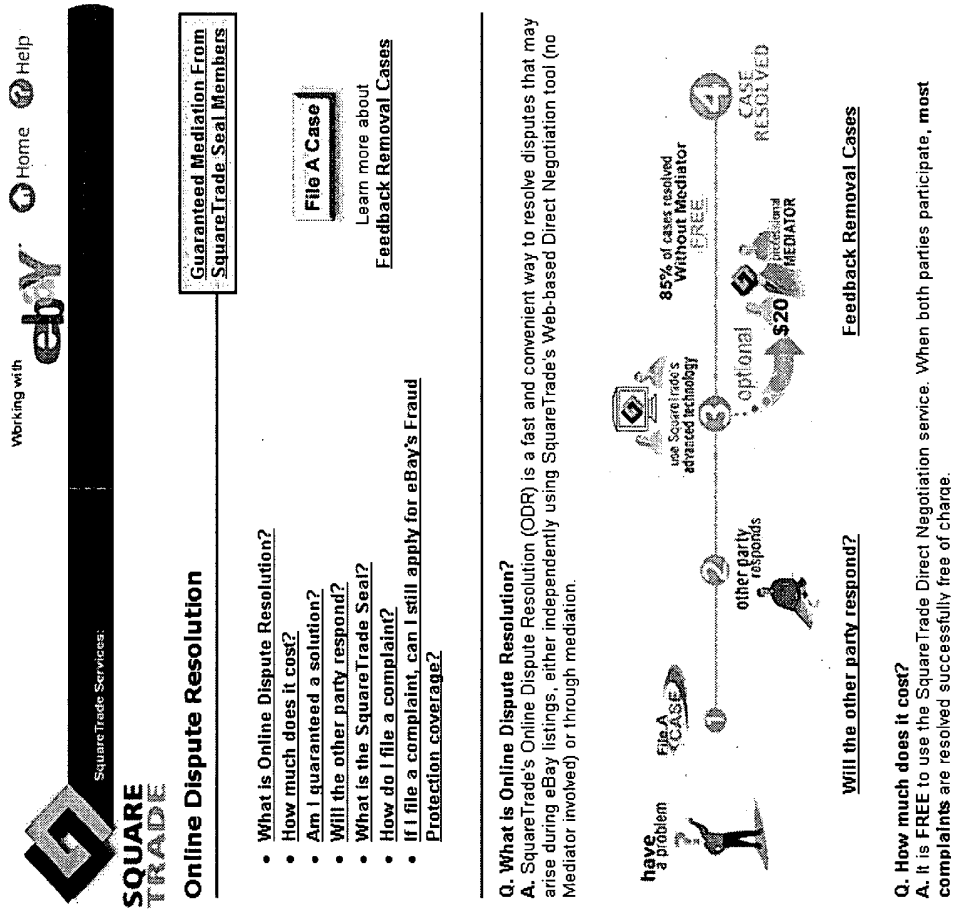 Working with
ebaY
Home
Help
SquareTrade Services:
SQUARE
TRADE
Online Dispute Resolution
Guaranteed Mediation From
SquareTrade Seal Members
• What is Online Dispute Resolution?
• How much does it cost?
• Am I guaranteed a solution?
• Will the other party respond?
• What is the SquareTrade Seal?
• How do I file a complaint?
• If I file a complaint, can I still apply for eBay's Fraud
Protection coverage?
File A Case
Learn more about
Feedback Removal Cases
Q. What is Online Dispute Resolution?
A. SquareTrade's Online Dispute Resolution (ODR) is a fast and convenient way to resolve disputes that may
arise during eBay listings, either independently using SquareTrade's Web-based Direct Negotiation tool (no
Mediator involved) or through mediation.
have
a problem
?
File A
CASE
1
2
other party
responds
use SquareTrade's
advanced technology
3
optional
$20
professional
MEDIATOR
85% of cases resolved
Without Mediator
FREE
4
CASE
RESOLVED
Will the other party respond?
Feedback Removal Cases
Q. How much does it cost?
A. It is FREE to use the SquareTrade Direct Negotiation service. When both parties participate, most
complaints are resolved successfully free of charge.